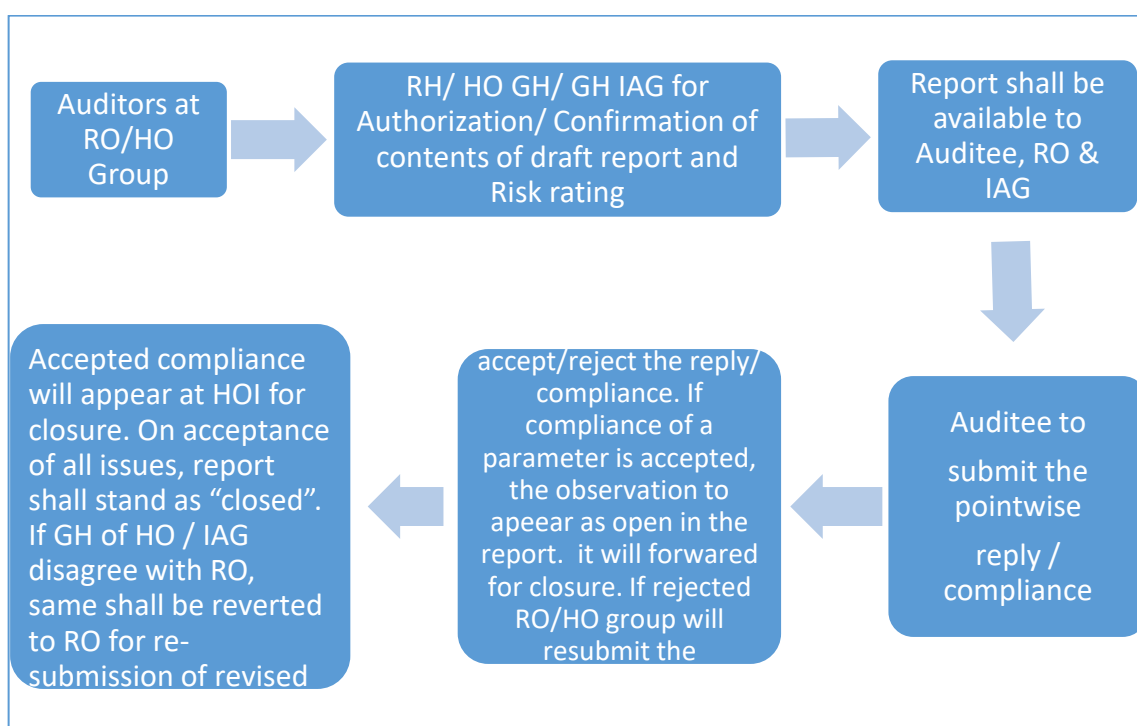 Auditors at
RO/HO
Group
RH/ HO GH/ GH IAG for
Authorization/ Confirmation of
contents of draft report and
Risk rating
Report shall be
available to
Auditee, RO &
IAG
Auditee to
submit the
pointwise
reply /
compliance
accept/reject the reply/
compliance. If
compliance of a
parameter is accepted,
the observation to
apeear as open in the
report.  it will forwared
for closure. If rejected
RO/HO group will
resubmit the
Accepted compliance
will appear at HOI for
closure. On acceptance
of all issues, report
shall stand as “closed”.
If GH of HO / IAG
disagree with RO,
same shall be reverted
to RO for re-
submission of revised